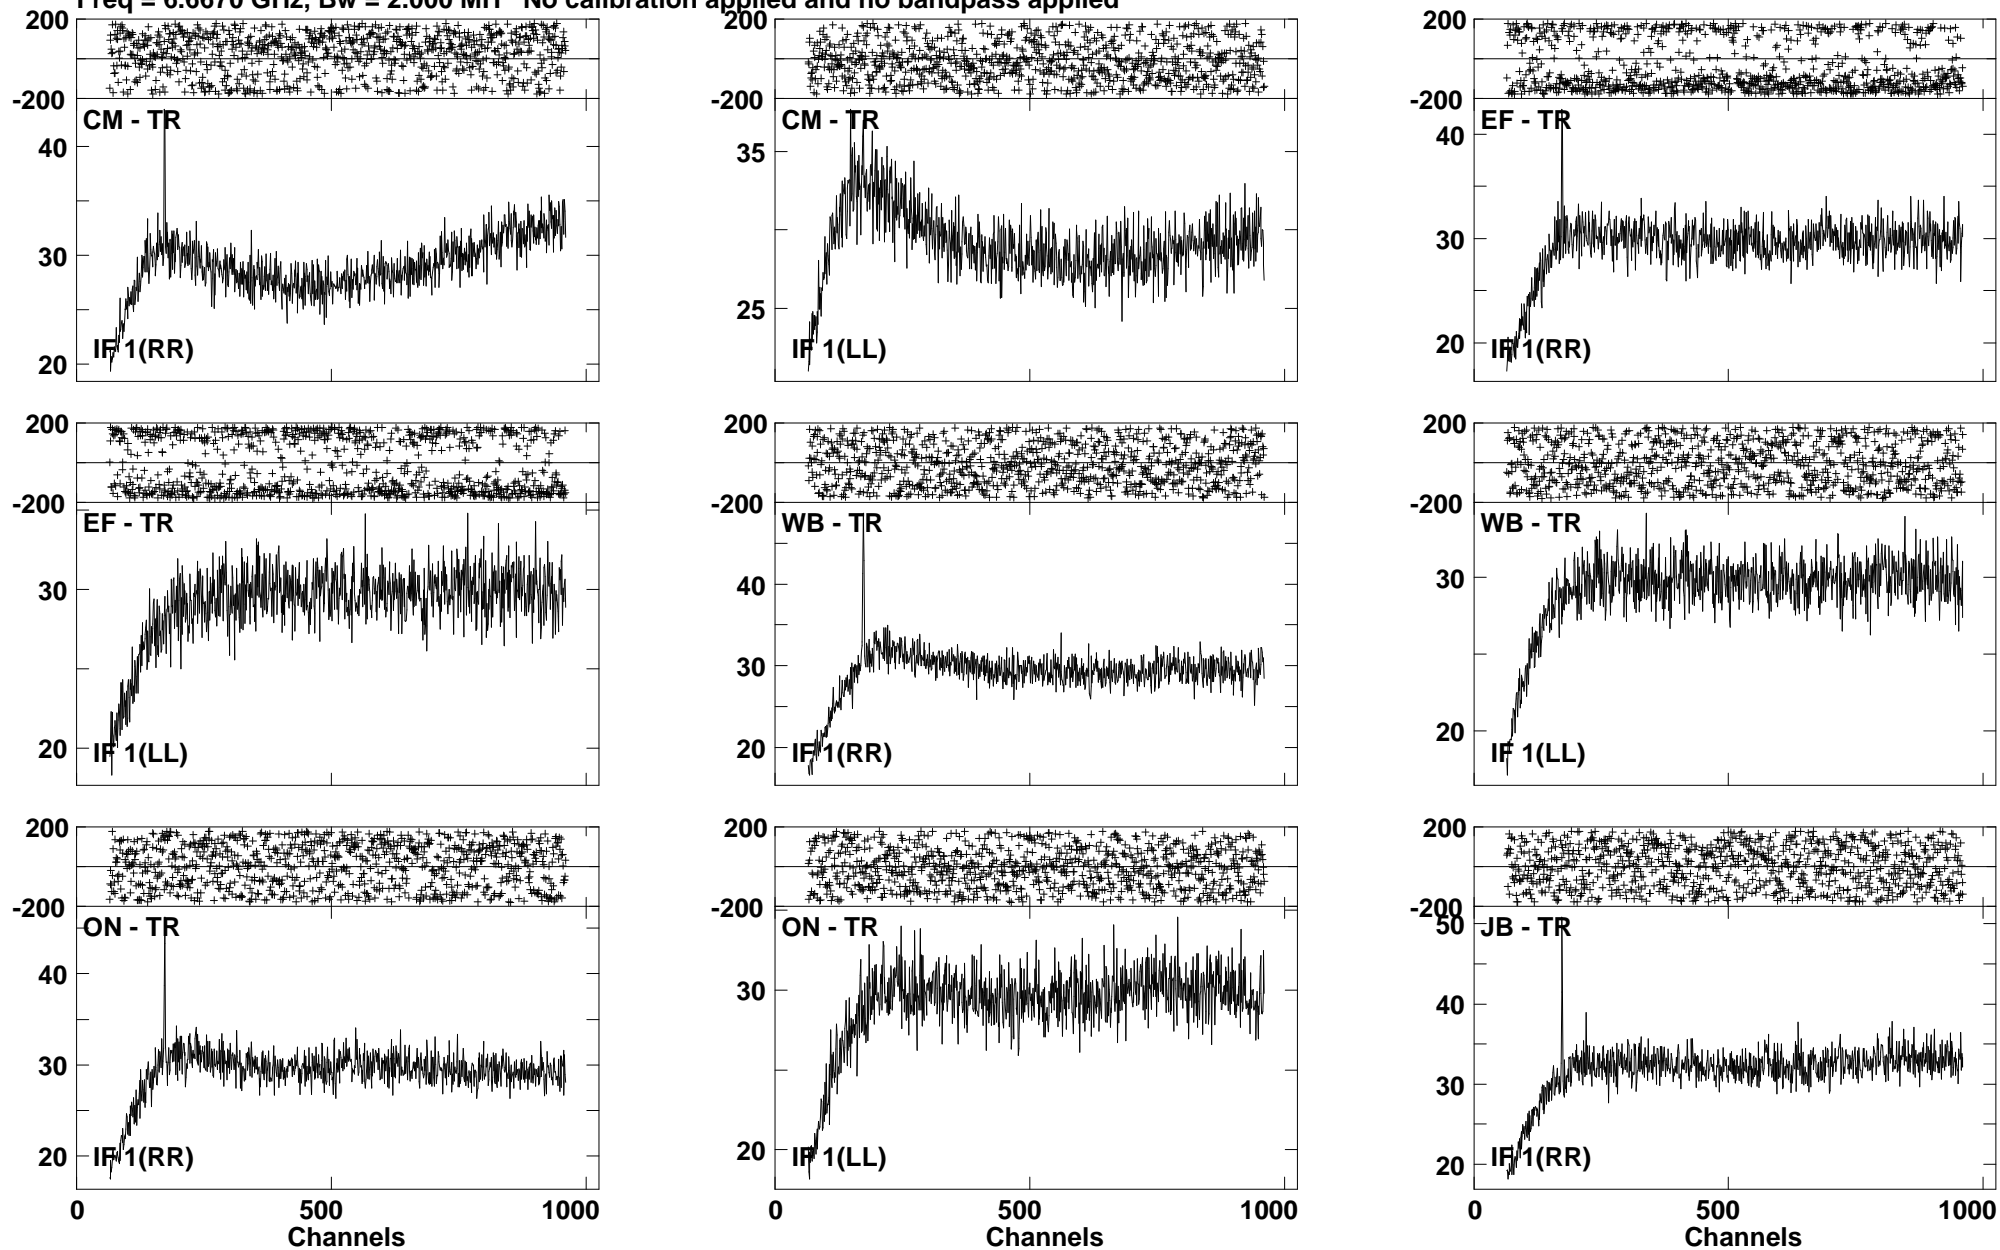 Freq = 6.6670 GHz, Bw = 2.000 MH No calibration applied and no bandpass applied
200
-200
CM - TR
40
30
20
IF 1(RR)
-200
CM - TR
35
25
IF 1(LL)
200
-200
EF - TR
40
30
20
IF 1(RR)
200
-200
EF - TR
30
20
IF 1(LL)
200
-200
WB - TR
40
30
20
IF 1(RR)
200
-200
WB - TR
30
20
IF 1(LL)
200
-200
ON - TR
40
30
20
IF 1(RR)
0
500
1000
Channels
200
-200
ON - TR
30
20
IF 1(LL)
0
500
1000
Channels
200
-200
50
JB - TR
40
30
20
IF 1(RR)
0
500
1000
Channels